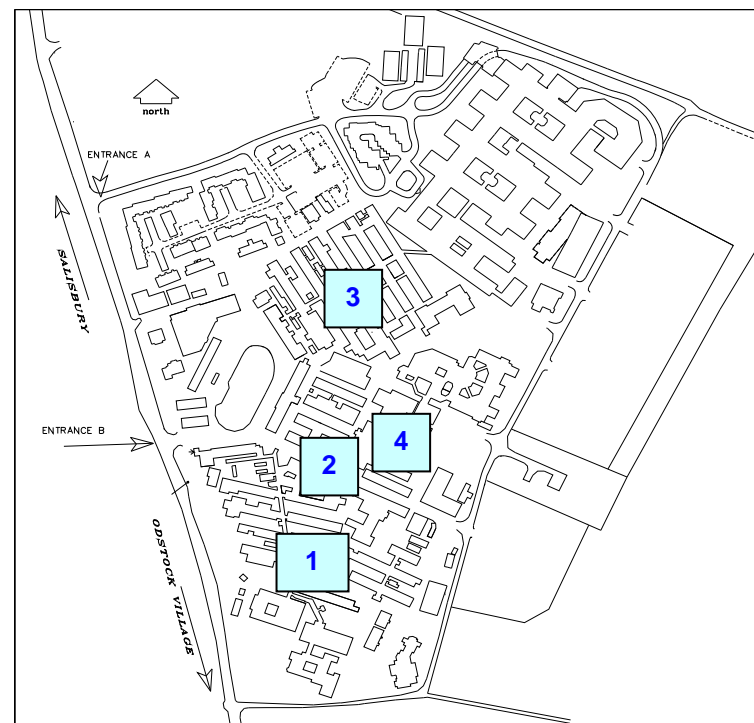 north
ENTRANCE A
SALISBURY
3
ENTRANCE B
4
2
ODSTOCK VILLAGE
1